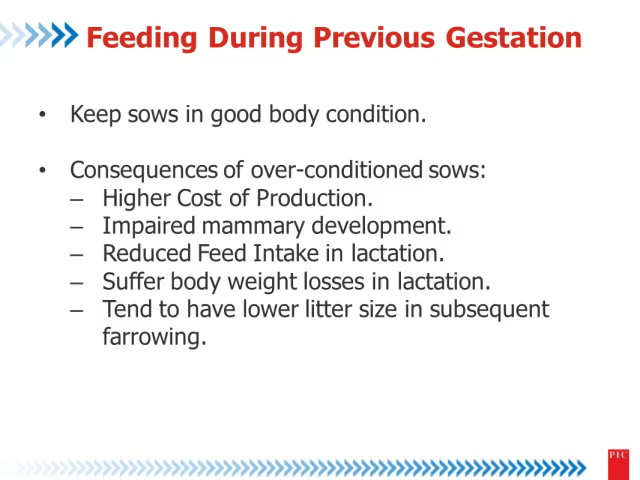 Feeding During Previous Gestation
• Keep sows in good body condition.
• Consequences of over-conditioned sows:
– Higher Cost of Production.
– Impaired mammary development.
– Reduced Feed Intake in lactation.
– Suffer body weight losses in lactation.
– Tend to have lower litter size in subsequent
farrowing.
PIC